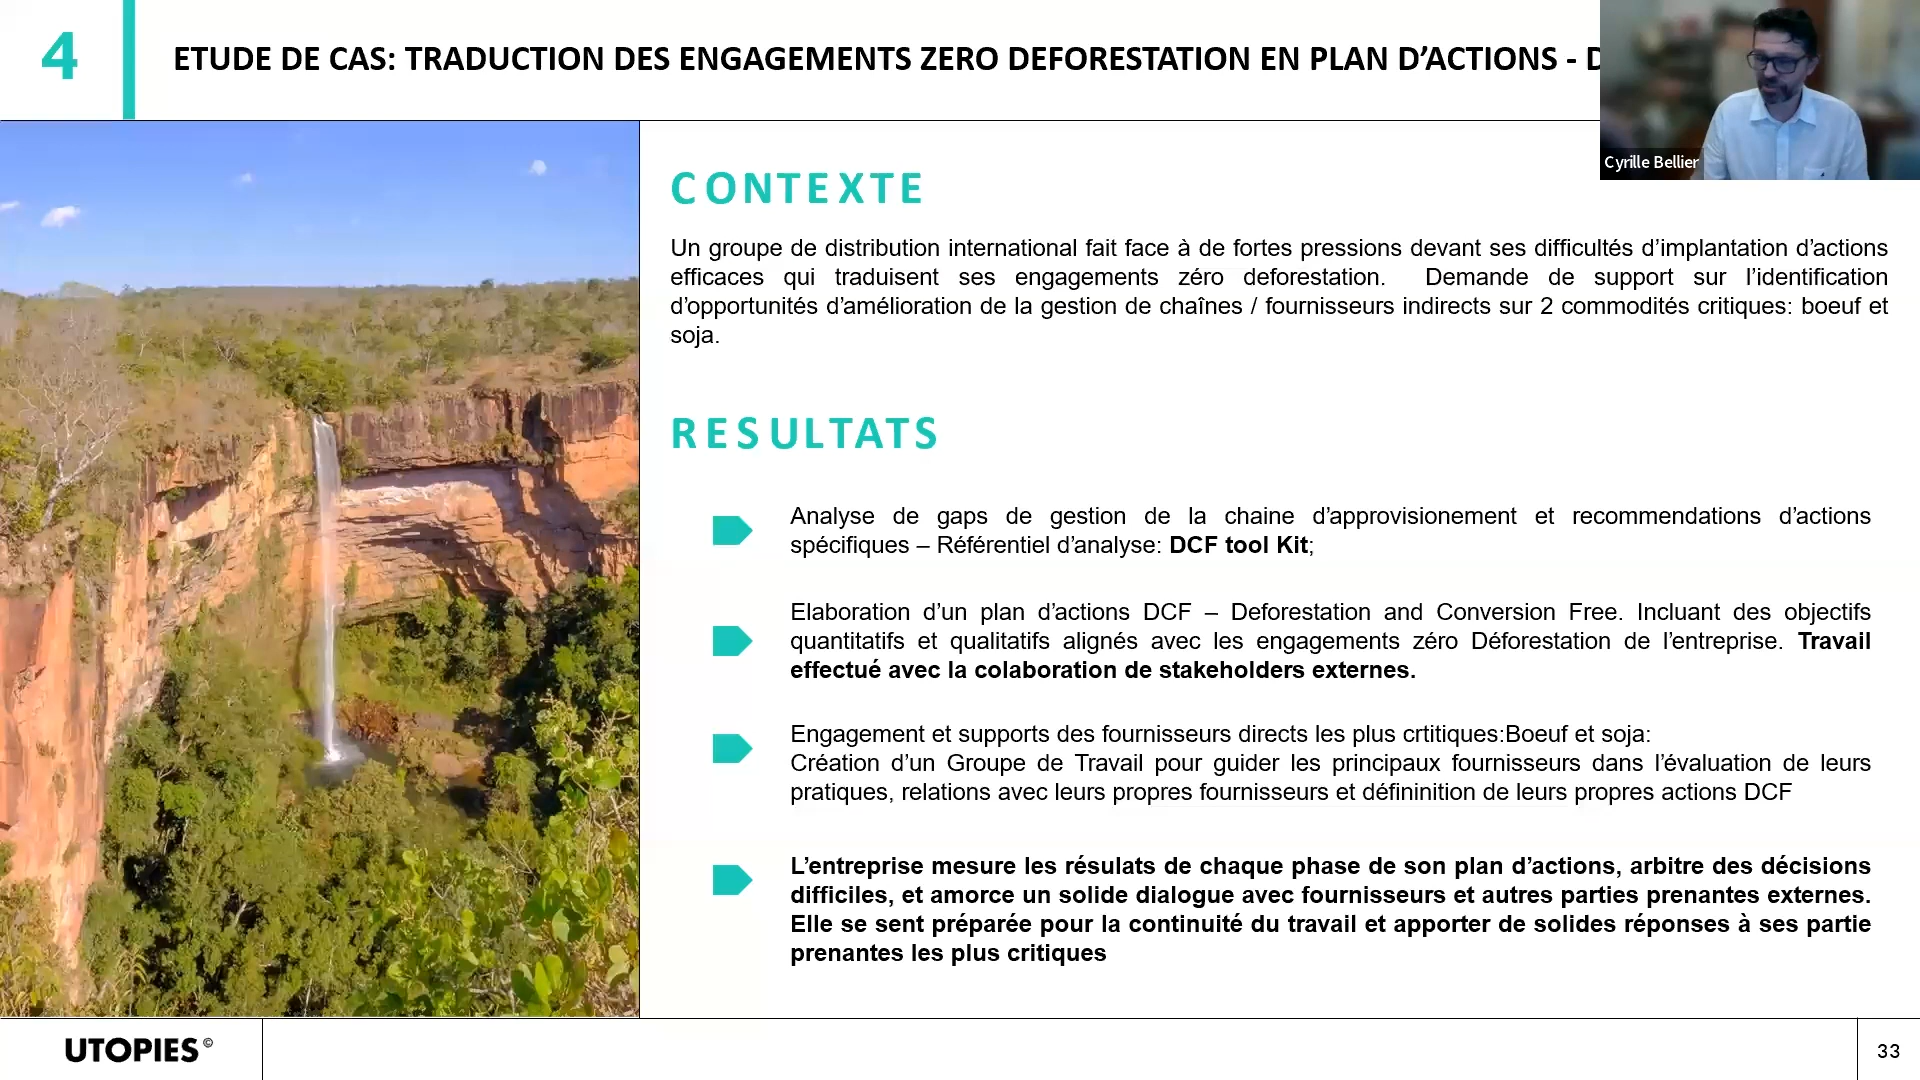 4
ETUDE DE CAS: TRADUCTION DES ENGAGEMENTS ZERO DEFORESTATION EN PLAN D’ACTIONS -
Cyrille Bellier
CONTEXTE
Un groupe de distribution international fait face à de fortes pressions devant ses difficultés d’implantation d’actions
efficaces qui traduisent ses engagements zéro deforestation. Demande de support sur l’identification
d’opportunités d’amélioration de la gestion de chaînes / fournisseurs indirects sur 2 commodités critiques: boeuf et
soja.
RESULTATS
Analyse de gaps de gestion de la chaine d’approvisionement et recommendations d’actions
spécifiques – Référentiel d’analyse: DCF tool Kit;
Elaboration d’un plan d’actions DCF – Deforestation and Conversion Free. Incluant des objectifs
quantitatifs et qualitatifs alignés avec les engagements zéro Déforestation de l’entreprise. Travail
effectué avec la colaboration de stakeholders externes.
Engagement et supports des fournisseurs directs les plus crtitiques:Boeuf et soja:
Création d’un Groupe de Travail pour guider les principaux fournisseurs dans l’évaluation de leurs
pratiques, relations avec leurs propres fournisseurs et défininition de leurs propres actions DCF
L’entreprise mesure les résulats de chaque phase de son plan d’actions, arbitre des décisions
difficiles, et amorce un solide dialogue avec fournisseurs et autres parties prenantes externes.
Elle se sent préparée pour la continuité du travail et apporter de solides réponses à ses partie
prenantes les plus critiques
UTOPIES©
33